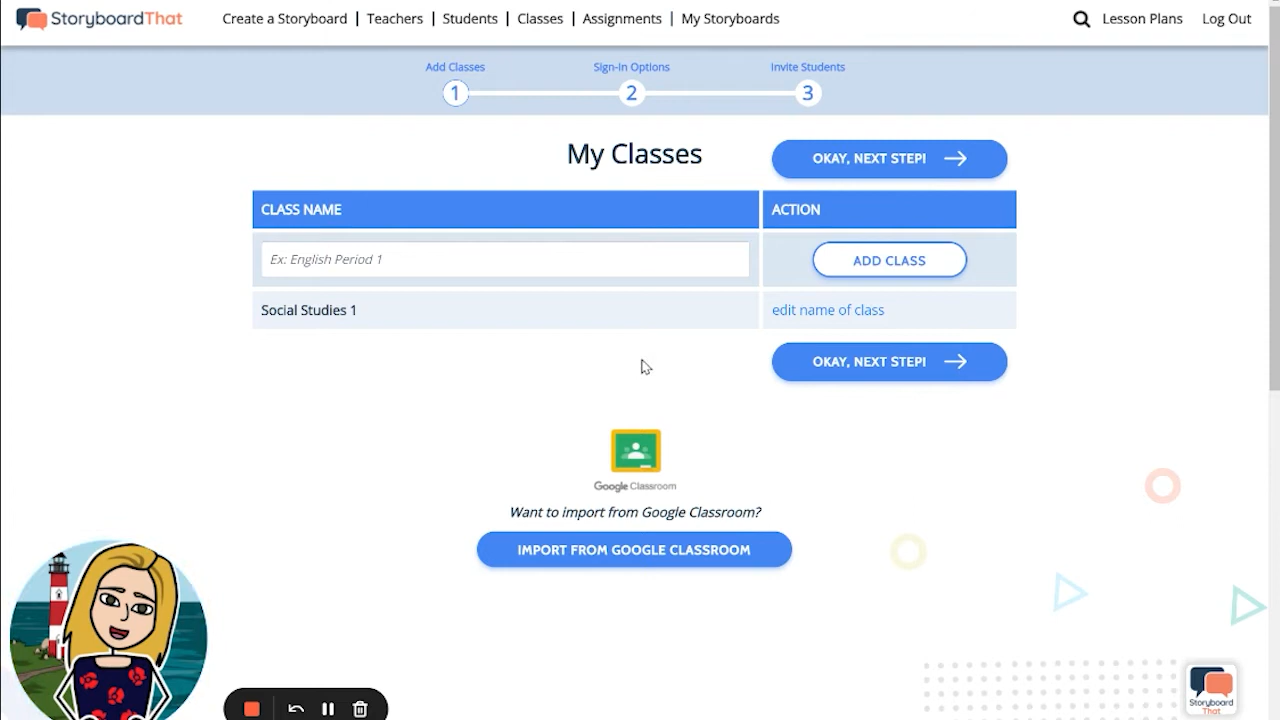 StoryboardThat
Create a Storyboard | Teachers | Students | Classes | Assignments | My Storyboards
Lesson Plans
Log Out
Add Classes
Sign-in Options
Invite Students
1
2
3
My Classes
OKAY, NEXT STEP!
CLASS NAME
ACTION
Ex: English Period 1
ADD CLASS
Social Studies 1
edit name of class
OKAY, NEXT STEP!
Google Classroom
Want to import from Google Classroom?
IMPORT FROM GOOGLE CLASSROOM
Storyboard
That